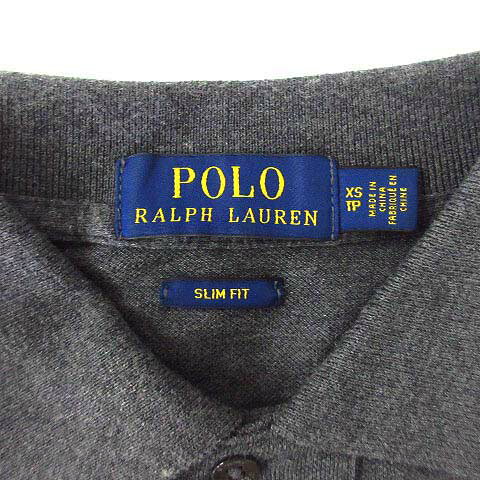 POLO
RALPH LAUREN
XS
TP
MADE IN
CHINA
FABRIQUÉ EN
CHINE
SLIM FIT